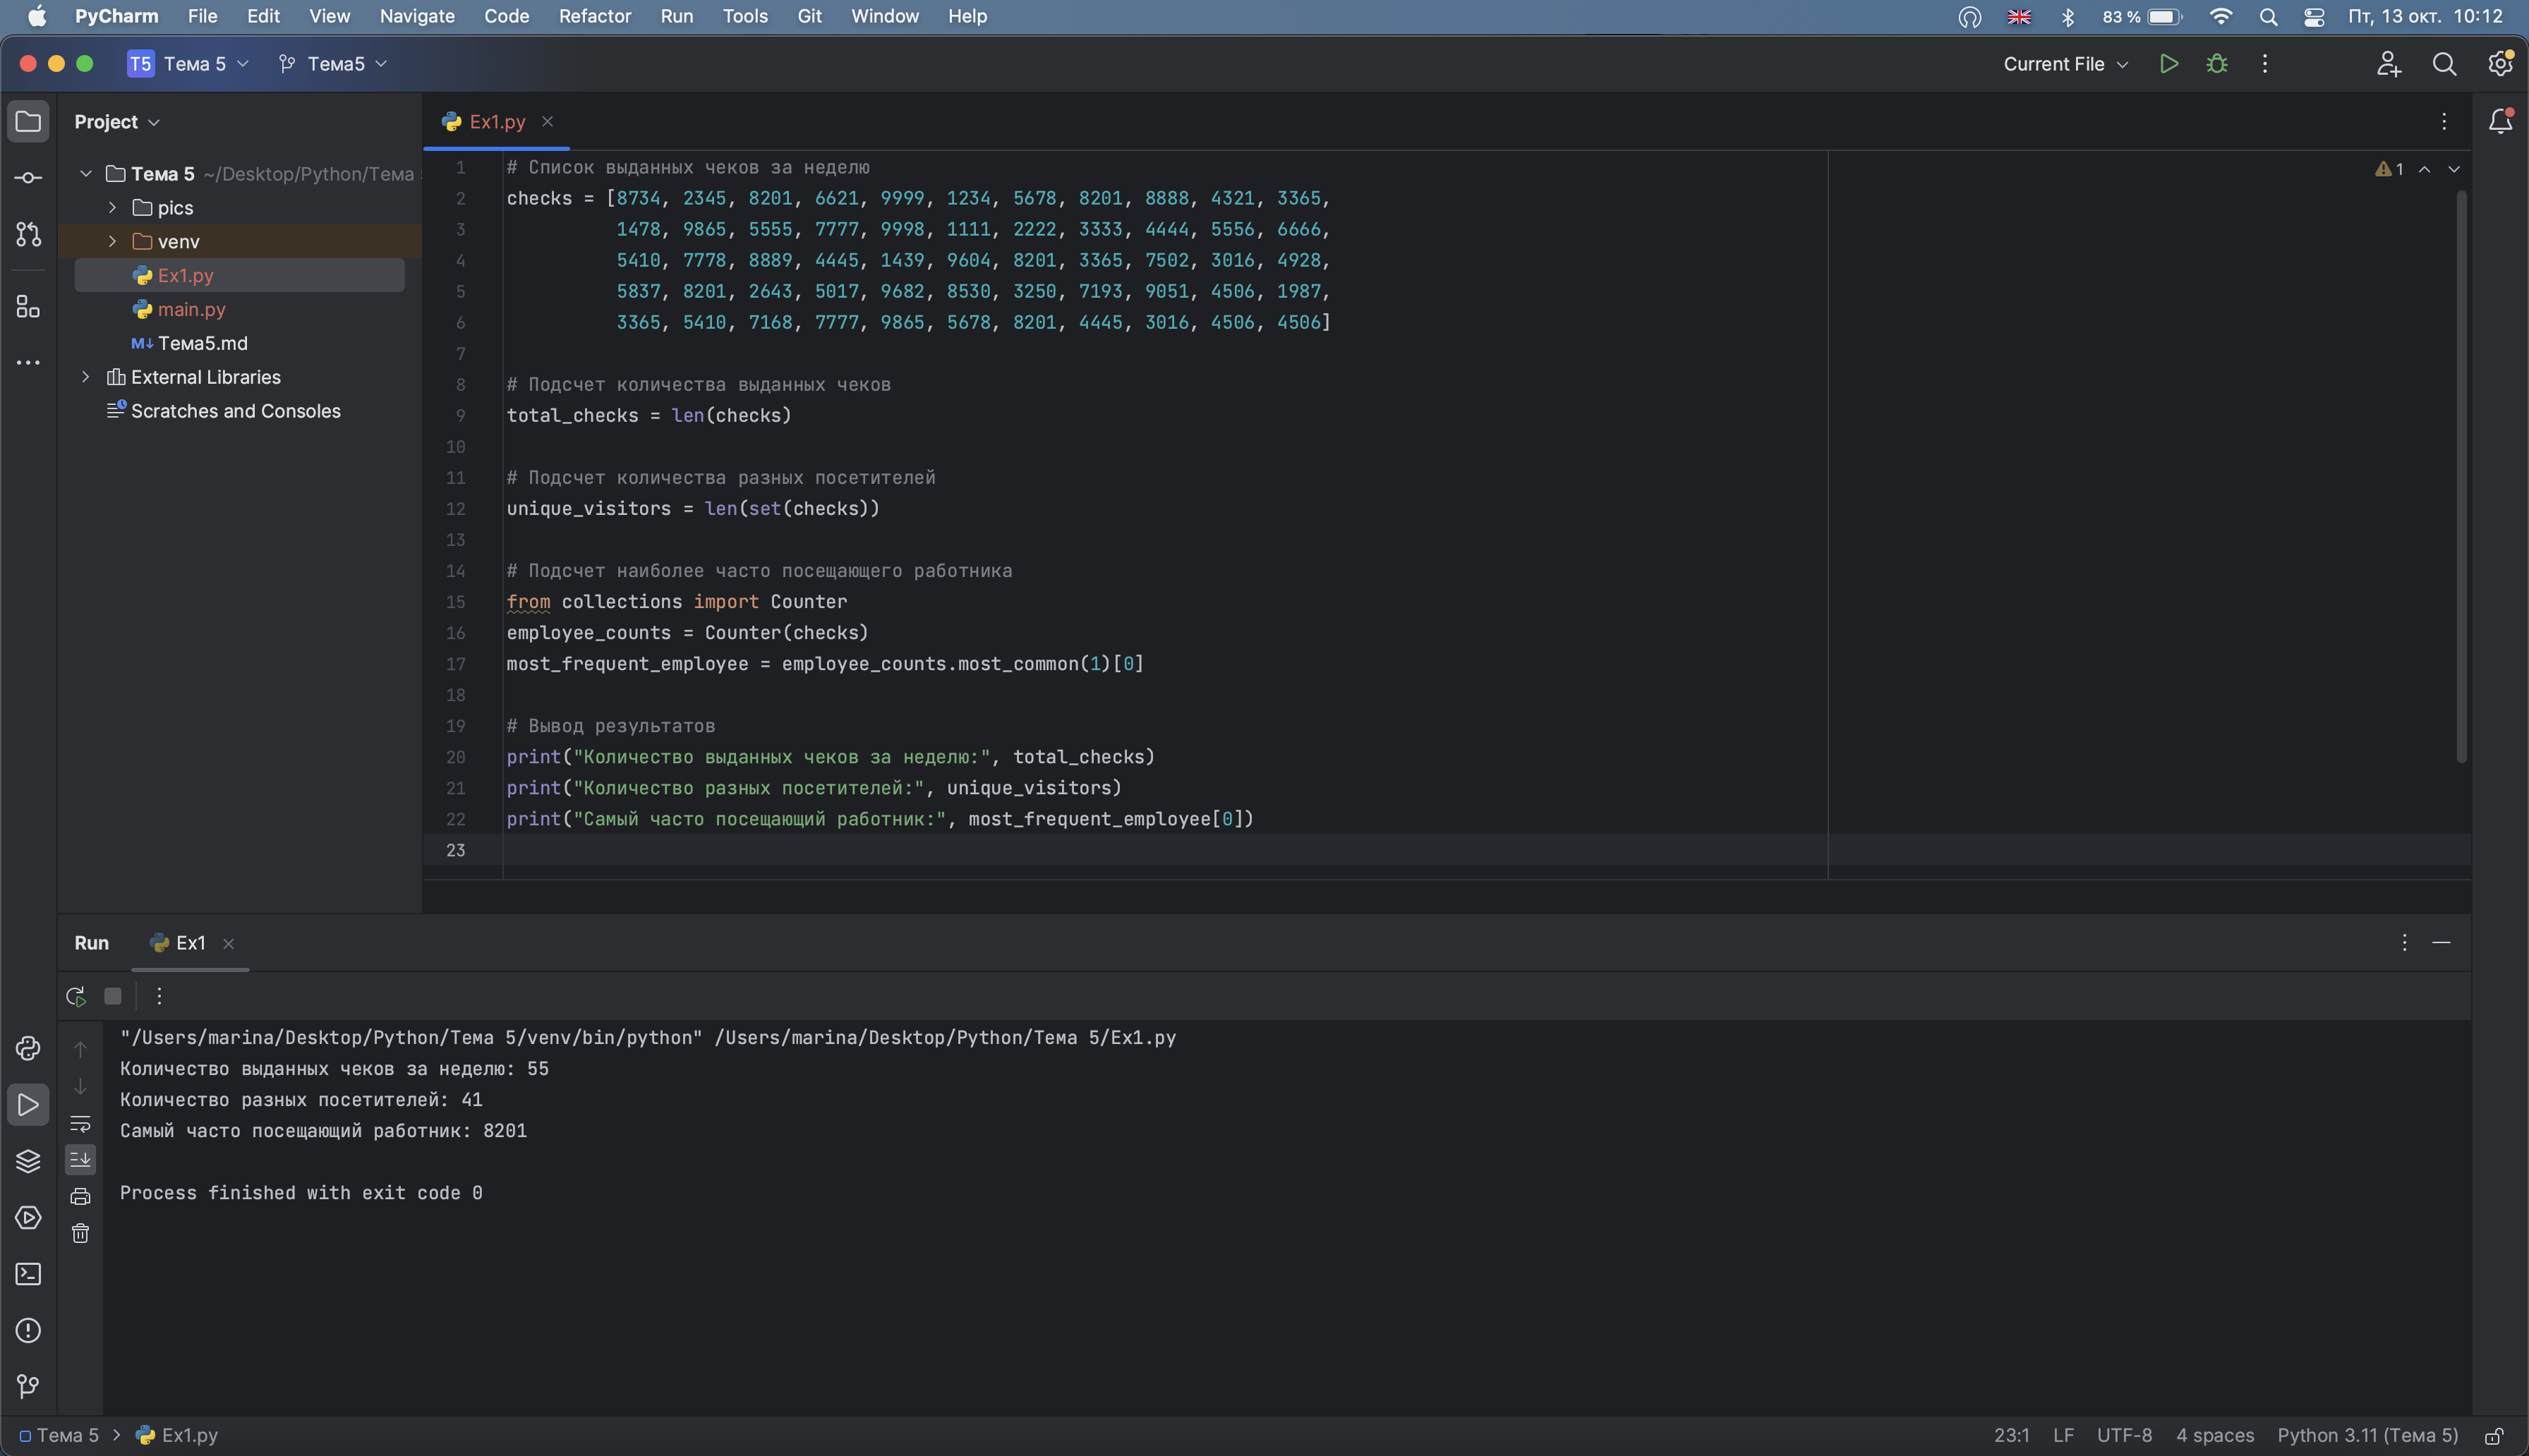 PyCharm File Edit View Navigate Code Refactor Run Tools Git Window Help 83 % Пт, 13 окт. 10:12
T5 Тема 5 Тема5 Current File
Project
Ex1.py
Тема 5 ~/Desktop/Python/Тема
pics
venv
Ex1.py
main.py
M↓ Тема5.md
External Libraries
Scratches and Consoles
1
1 # Список выданных чеков за неделю
2 checks = [8734, 2345, 8201, 6621, 9999, 1234, 5678, 8201, 8888, 4321, 3365,
3 1478, 9865, 5555, 7777, 9998, 1111, 2222, 3333, 4444, 5556, 6666,
4 5410, 7778, 8889, 4445, 1439, 9604, 8201, 3365, 7502, 3016, 4928,
5 5837, 8201, 2643, 5017, 9682, 8530, 3250, 7193, 9051, 4506, 1987,
6 3365, 5410, 7168, 7777, 9865, 5678, 8201, 4445, 3016, 4506, 4506]
7
8 # Подсчет количества выданных чеков
9 total_checks = len(checks)
10
11 # Подсчет количества разных посетителей
12 unique_visitors = len(set(checks))
13
14 # Подсчет наиболее часто посещающего работника
15 from collections import Counter
16 employee_counts = Counter(checks)
17 most_frequent_employee = employee_counts.most_common(1)[0]
18
19 # Вывод результатов
20 print("Количество выданных чеков за неделю:", total_checks)
21 print("Количество разных посетителей:", unique_visitors)
22 print("Самый часто посещающий работник:", most_frequent_employee[0])
23
Run Ex1
"/Users/marina/Desktop/Python/Тема 5/venv/bin/python" /Users/marina/Desktop/Python/Тема 5/Ex1.py
Количество выданных чеков за неделю: 55
Количество разных посетителей: 41
Самый часто посещающий работник: 8201
Process finished with exit code 0
Тема 5 Ex1.py 23:1 LF UTF-8 4 spaces Python 3.11 (Тема 5)